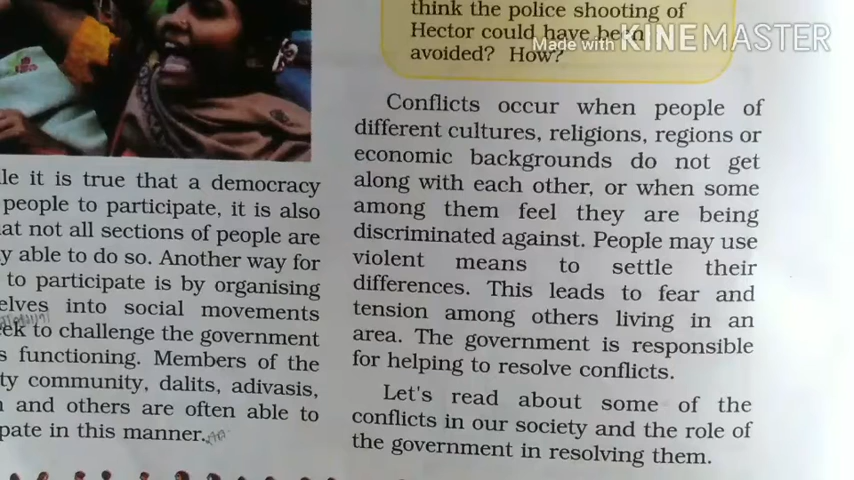 think the police shooting of
Hector could have been
avoided? How?
Made with KINEMASTER
le it is true that a democracy
people to participate, it is also
at not all sections of people are
y able to do so. Another way for
to participate is by organising
elves into social movements
ek to challenge the government
s functioning. Members of the
ty community, dalits, adivasis,
and others are often able to
pate in this manner.
Conflicts occur when people of
different cultures, religions, regions or
economic backgrounds do not get
along with each other, or when some
among them feel they are being
discriminated against. People may use
violent means to settle their
differences. This leads to fear and
tension among others living in an
area. The government is responsible
for helping to resolve conflicts.
Let's read about some of the
conflicts in our society and the role of
the government in resolving them.